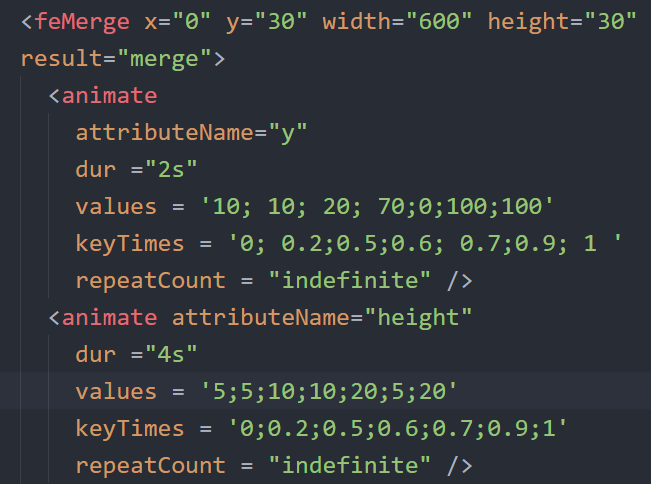 <feMerge x="0" y="30" width="600" height="30"
result="merge">
<animate
attributeName="y"
dur ="2s"
values = '10; 10; 20; 70;0;100;100'
keyTimes = '0; 0.2;0.5;0.6; 0.7;0.9; 1 '
repeatCount = "indefinite" />
<animate attributeName="height"
dur ="4s"
values = '5;5;10;10;20;5;20'
keyTimes = '0;0.2;0.5;0.6;0.7;0.9;1'
repeatCount = "indefinite" />